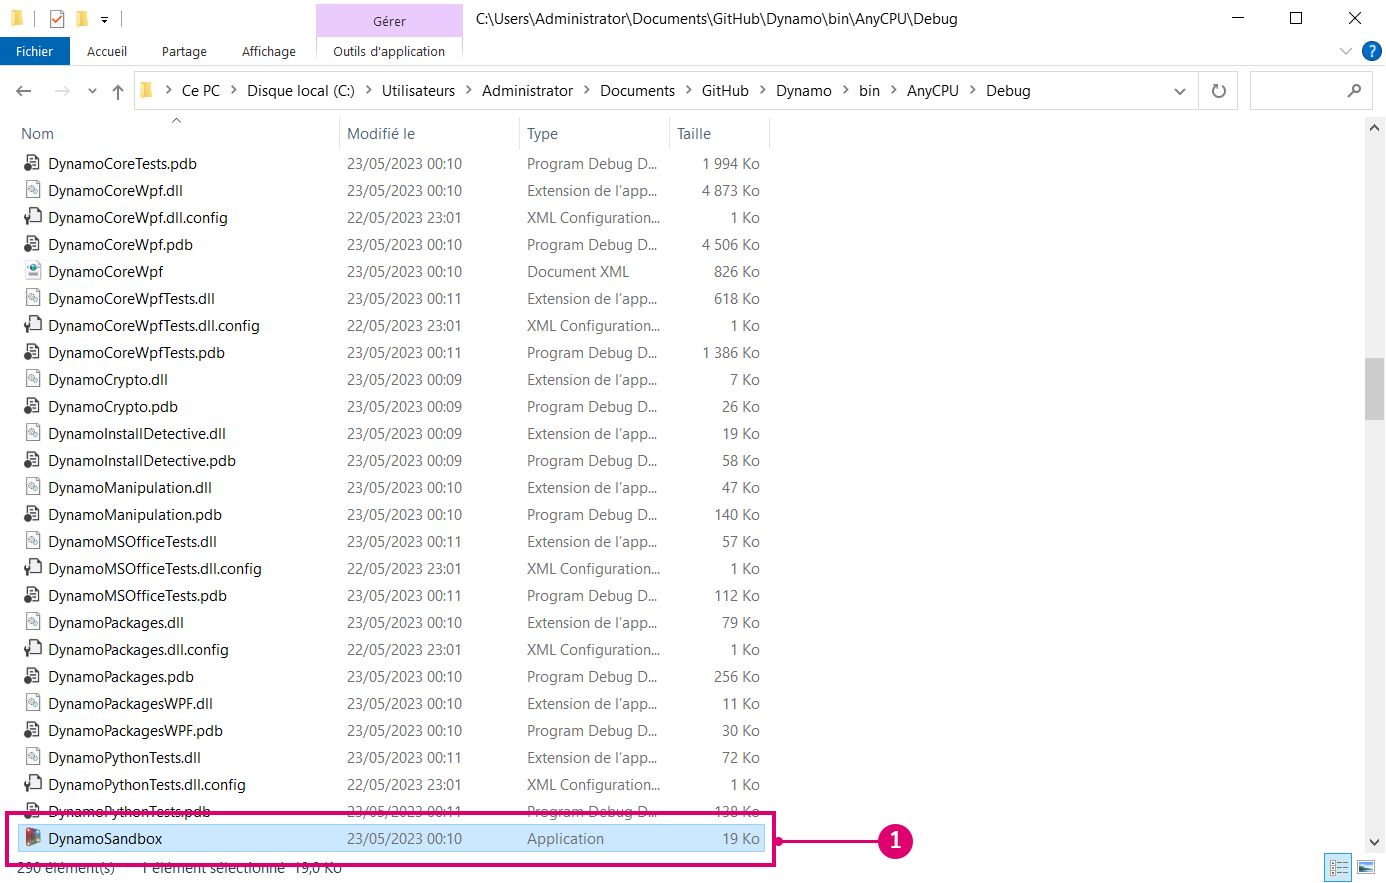 Gérer
C:\Users\Administrator\Documents\GitHub\Dynamo\bin\AnyCPU\Debug
Fichier Accueil Partage Affichage Outils d'application ?
Ce PC > Disque local (C:) > Utilisateurs > Administrator > Documents > GitHub > Dynamo > bin > AnyCPU > Debug
Nom Modifié le Type Taille
DynamoCoreTests.pdb 23/05/2023 00:10 Program Debug D... 1 994 Ko
DynamoCoreWpf.dll 23/05/2023 00:10 Extension de l'app... 4 873 Ko
DynamoCoreWpf.dll.config 22/05/2023 23:01 XML Configuration... 1 Ko
DynamoCoreWpf.pdb 23/05/2023 00:10 Program Debug D... 4 506 Ko
DynamoCoreWpf 23/05/2023 00:10 Document XML 826 Ko
DynamoCoreWpfTests.dll 23/05/2023 00:11 Extension de l'app... 618 Ko
DynamoCoreWpfTests.dll.config 22/05/2023 23:01 XML Configuration... 1 Ko
DynamoCoreWpfTests.pdb 23/05/2023 00:11 Program Debug D... 1 386 Ko
DynamoCrypto.dll 23/05/2023 00:09 Extension de l'app... 7 Ko
DynamoCrypto.pdb 23/05/2023 00:09 Program Debug D... 26 Ko
DynamoInstallDetective.dll 23/05/2023 00:09 Extension de l'app... 19 Ko
DynamoInstallDetective.pdb 23/05/2023 00:09 Program Debug D... 58 Ko
DynamoManipulation.dll 23/05/2023 00:10 Extension de l'app... 47 Ko
DynamoManipulation.pdb 23/05/2023 00:10 Program Debug D... 140 Ko
DynamoMSOfficeTests.dll 23/05/2023 00:11 Extension de l'app... 57 Ko
DynamoMSOfficeTests.dll.config 22/05/2023 23:01 XML Configuration... 1 Ko
DynamoMSOfficeTests.pdb 23/05/2023 00:11 Program Debug D... 112 Ko
DynamoPackages.dll 23/05/2023 00:10 Extension de l'app... 79 Ko
DynamoPackages.dll.config 22/05/2023 23:01 XML Configuration... 1 Ko
DynamoPackages.pdb 23/05/2023 00:10 Program Debug D... 256 Ko
DynamoPackagesWPF.dll 23/05/2023 00:10 Extension de l'app... 11 Ko
DynamoPackagesWPF.pdb 23/05/2023 00:10 Program Debug D... 30 Ko
DynamoPythonTests.dll 23/05/2023 00:11 Extension de l'app... 72 Ko
DynamoPythonTests.dll.config 22/05/2023 23:01 XML Configuration... 1 Ko
DynamoPythonTests.pdb 23/05/2023 00:11 Program Debug D... 138 Ko
DynamoSandbox 23/05/2023 00:10 Application 19 Ko
1
290 élément(s) 1 élément sélectionné 19,0 Ko